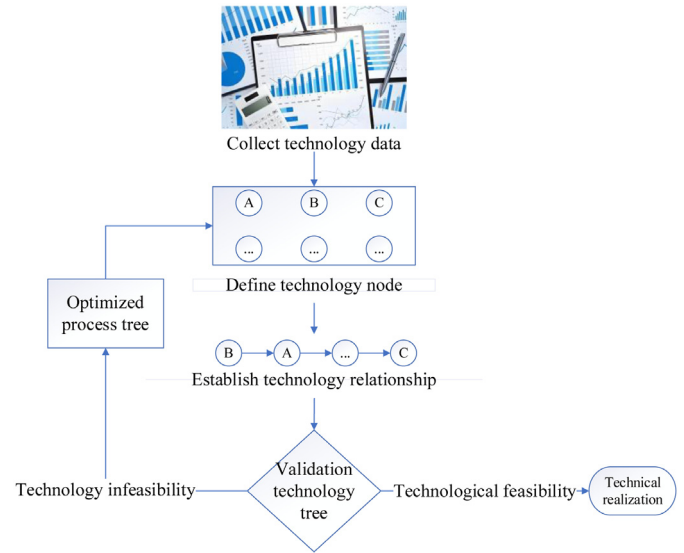 Collect technology data
A B C
... ... ...
Define technology node
Optimized
process tree
B A ... C
Establish technology relationship
Validation
technology
tree
Technology infeasibility
Technological feasibility
Technical
realization